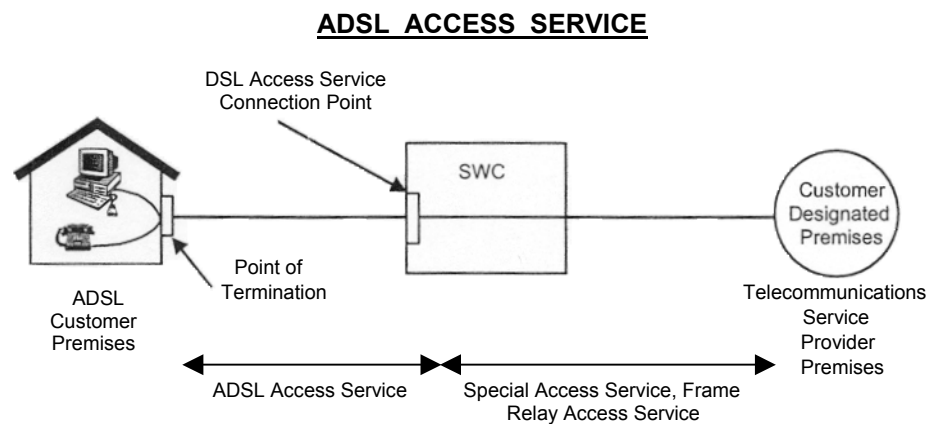 ADSL ACCESS SERVICE
DSL Access Service
Connection Point
SWC
Customer
Designated
Premises
Point of
Termination
ADSL
Customer
Premises
Telecommunications
Service
Provider
Premises
ADSL Access Service
Special Access Service, Frame
Relay Access Service